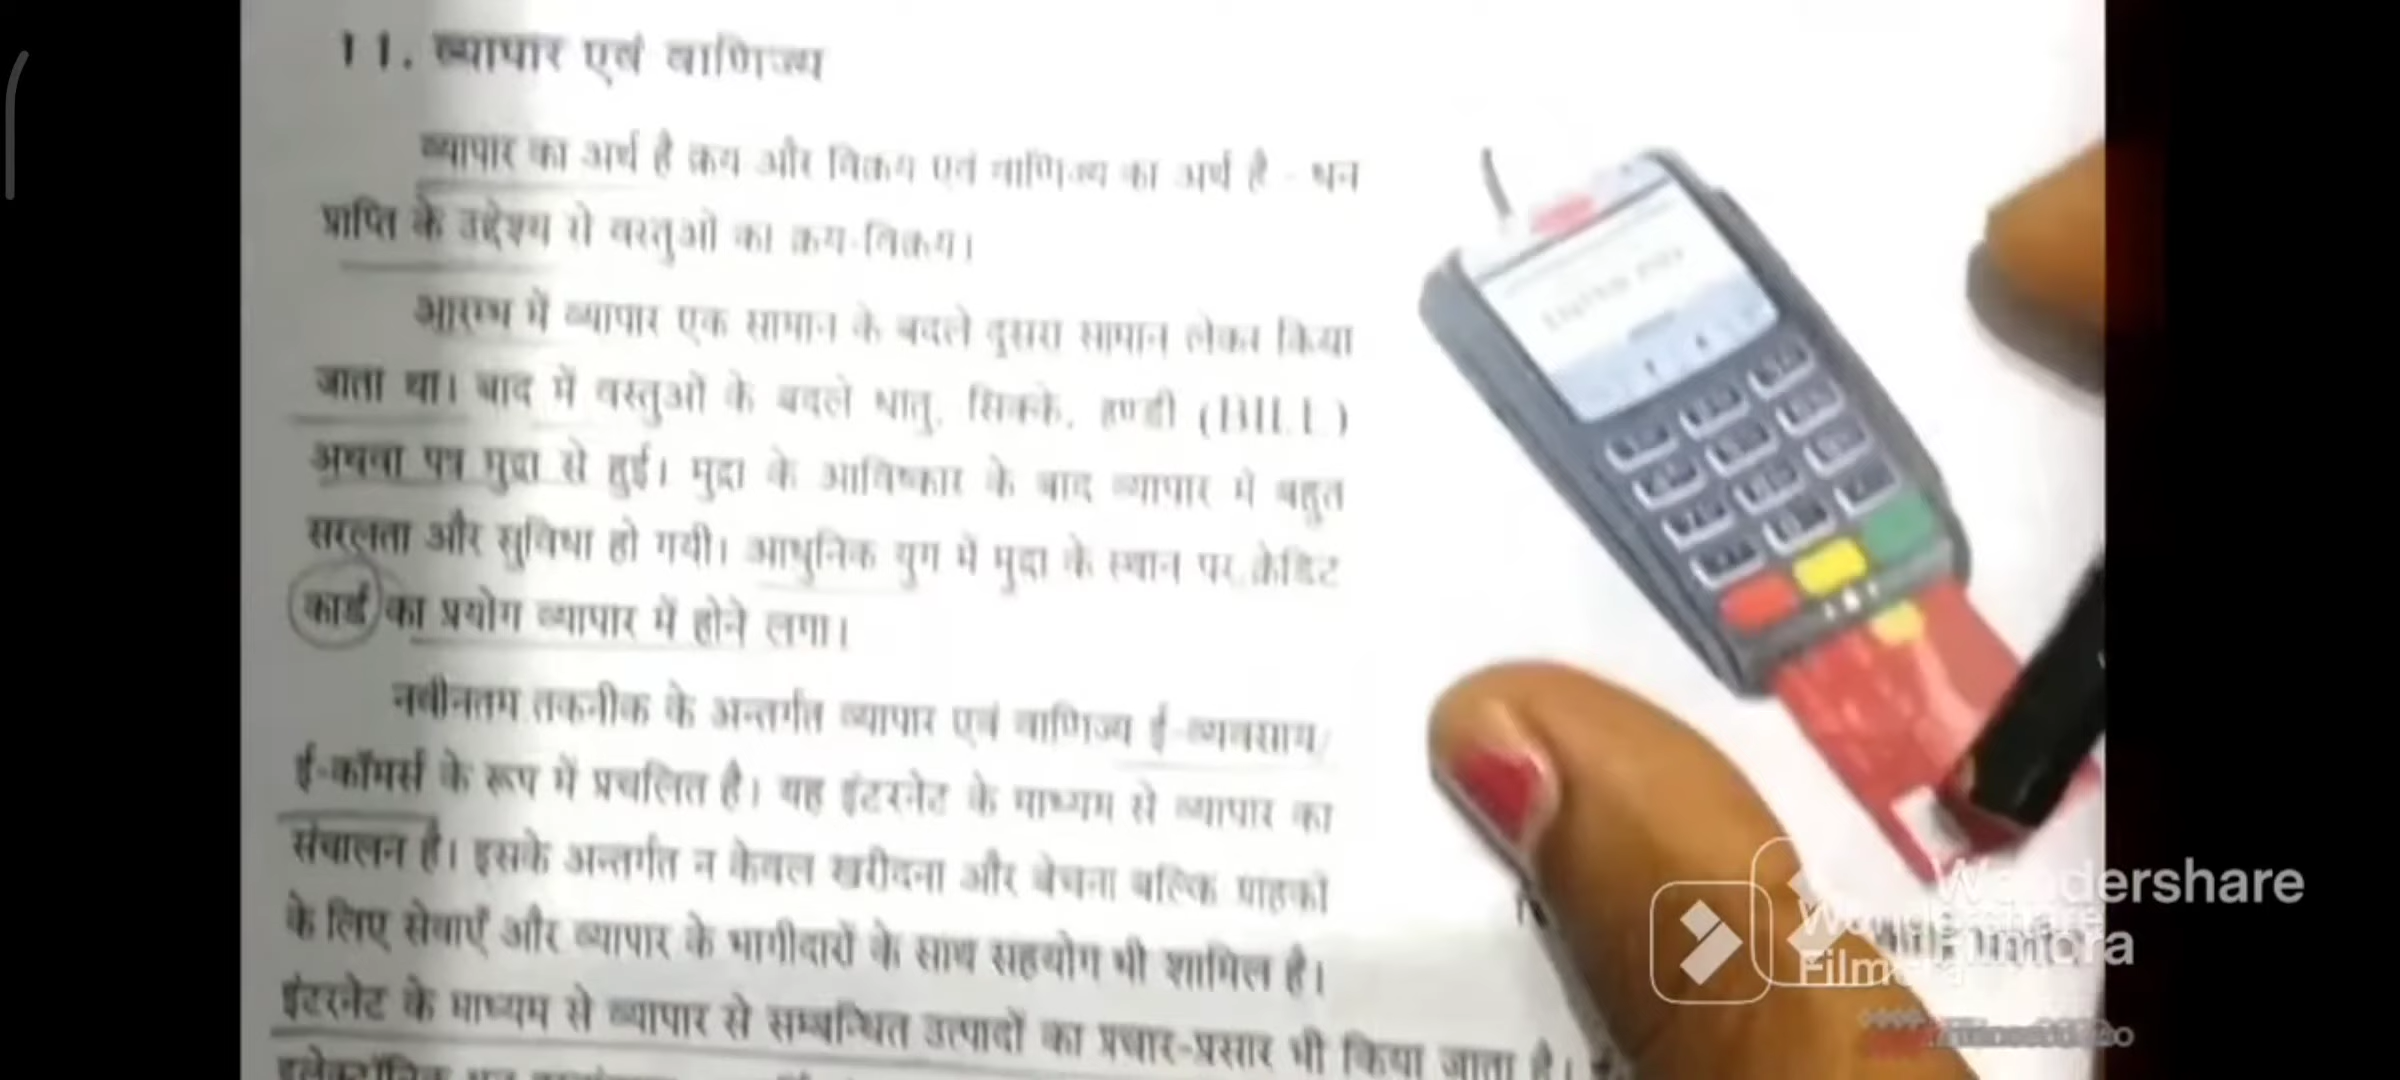 11. व्यापार एवं वाणिज्य
व्यापार का अर्थ है क्रय और विक्रय एवं वाणिज्य का अर्थ है - धन
प्राप्ति के उद्देश्य से वस्तुओं का क्रय-विक्रय।
आरम्भ में व्यापार एक सामान के बदले दूसरा सामान लेकर किया
जाता था। बाद में वस्तुओं के बदले धातु, सिक्के, हुण्डी (BILL)
अथवा पत्र मुद्रा से हुई। मुद्रा के आविष्कार के बाद व्यापार में बहुत
सरलता और सुविधा हो गयी। आधुनिक युग में मुद्रा के स्थान पर क्रेडिट
कार्ड का प्रयोग व्यापार में होने लगा।
नवीनतम तकनीक के अन्तर्गत व्यापार एवं वाणिज्य ई-व्यवसाय/
ई-कॉमर्स के रूप में प्रचलित है। यह इंटरनेट के माध्यम से व्यापार का
संचालन है। इसके अन्तर्गत न केवल खरीदना और बेचना बल्कि ग्राहकों
के लिए सेवाएँ और व्यापार के भागीदारों के साथ सहयोग भी शामिल है।
इंटरनेट के माध्यम से व्यापार से सम्बन्धित उत्पादों का प्रचार-प्रसार भी किया जाता है।
Wondershare
Filmora